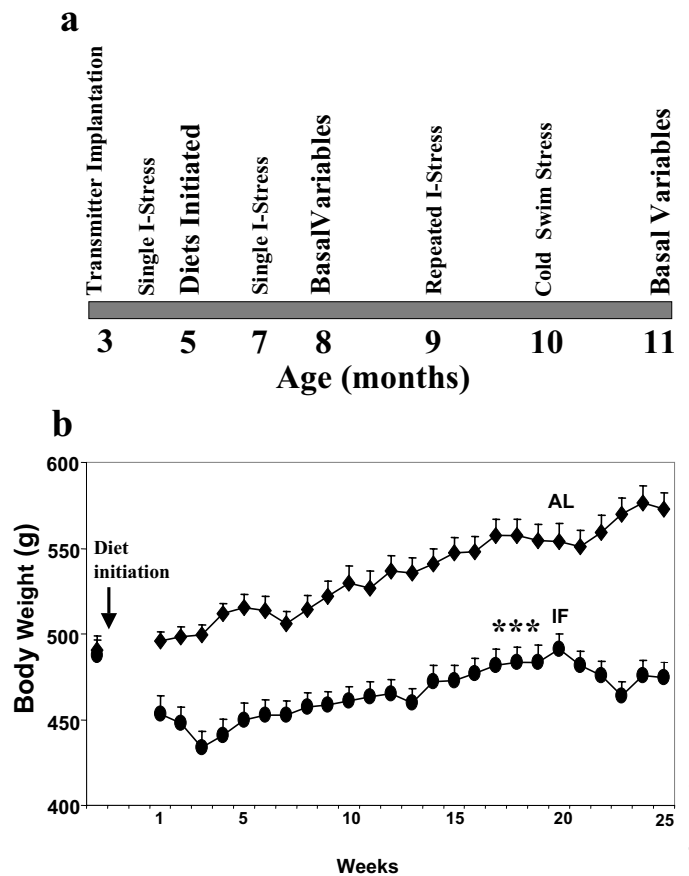 a
Transmitter Implantation
Single I-Stress
Diets Initiated
Single I-Stress
BasalVariables
Repeated I-Stress
Cold Swim Stress
Basal Variables
3 5 7 8 9 10 11
Age (months)
b
600
550
500
450
400
Body Weight (g)
Diet
initiation
AL
***
IF
1 5 10 15 20 25
Weeks